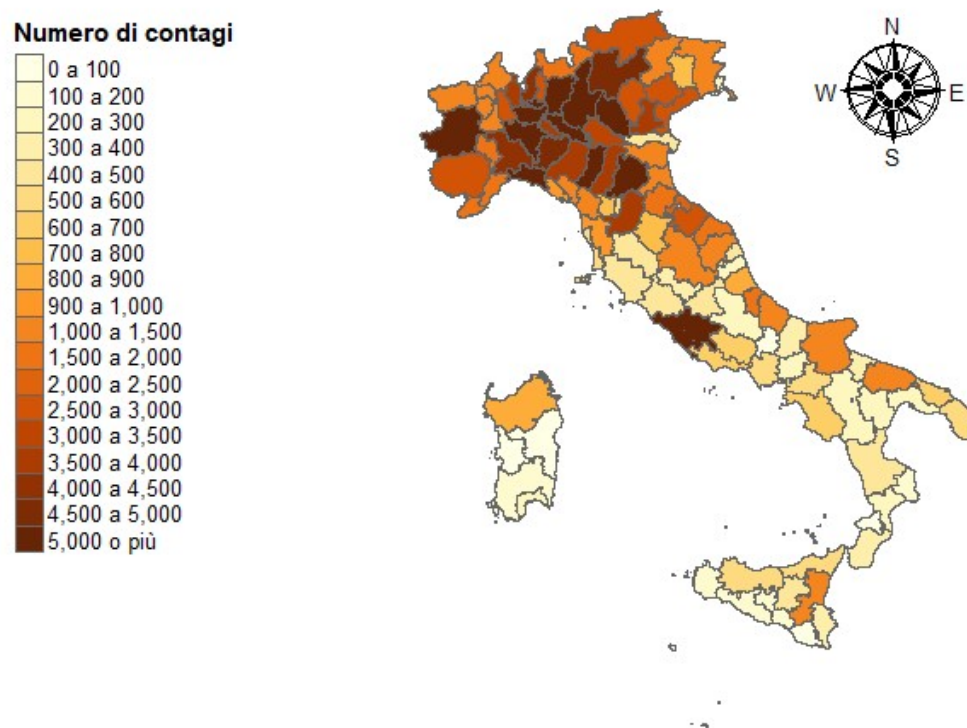 Numero di contagi
0 a 100
100 a 200
200 a 300
300 a 400
400 a 500
500 a 600
600 a 700
700 a 800
800 a 900
900 a 1,000
1,000 a 1,500
1,500 a 2,000
2,000 a 2,500
2,500 a 3,000
3,000 a 3,500
3,500 a 4,000
4,000 a 4,500
4,500 a 5,000
5,000 o più
N
W E
S